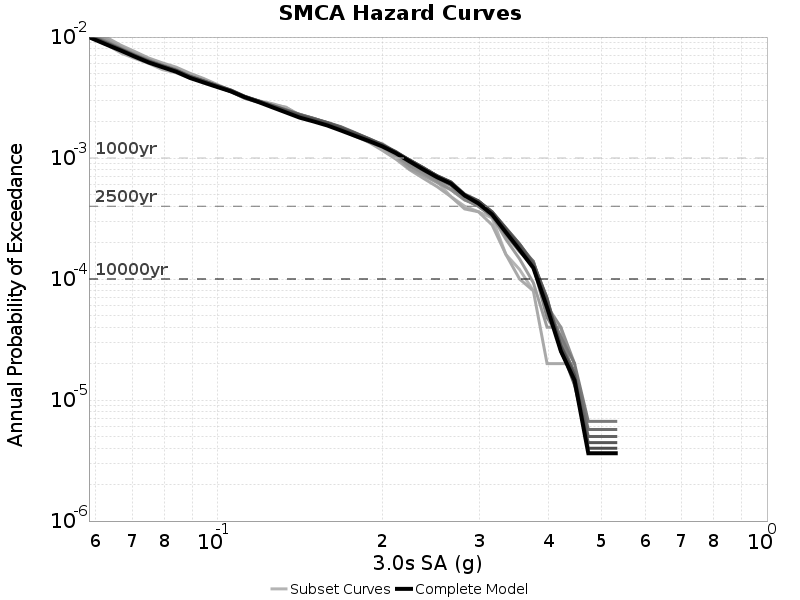 SMCA Hazard Curves
Annual Probability of Exceedance
10-2
10-3
10-4
10-5
10-6
1000yr
2500yr
10000yr
6 7 8 10-1 2 3 4 5 6 7 8 100
3.0s SA (g)
Subset Curves Complete Model